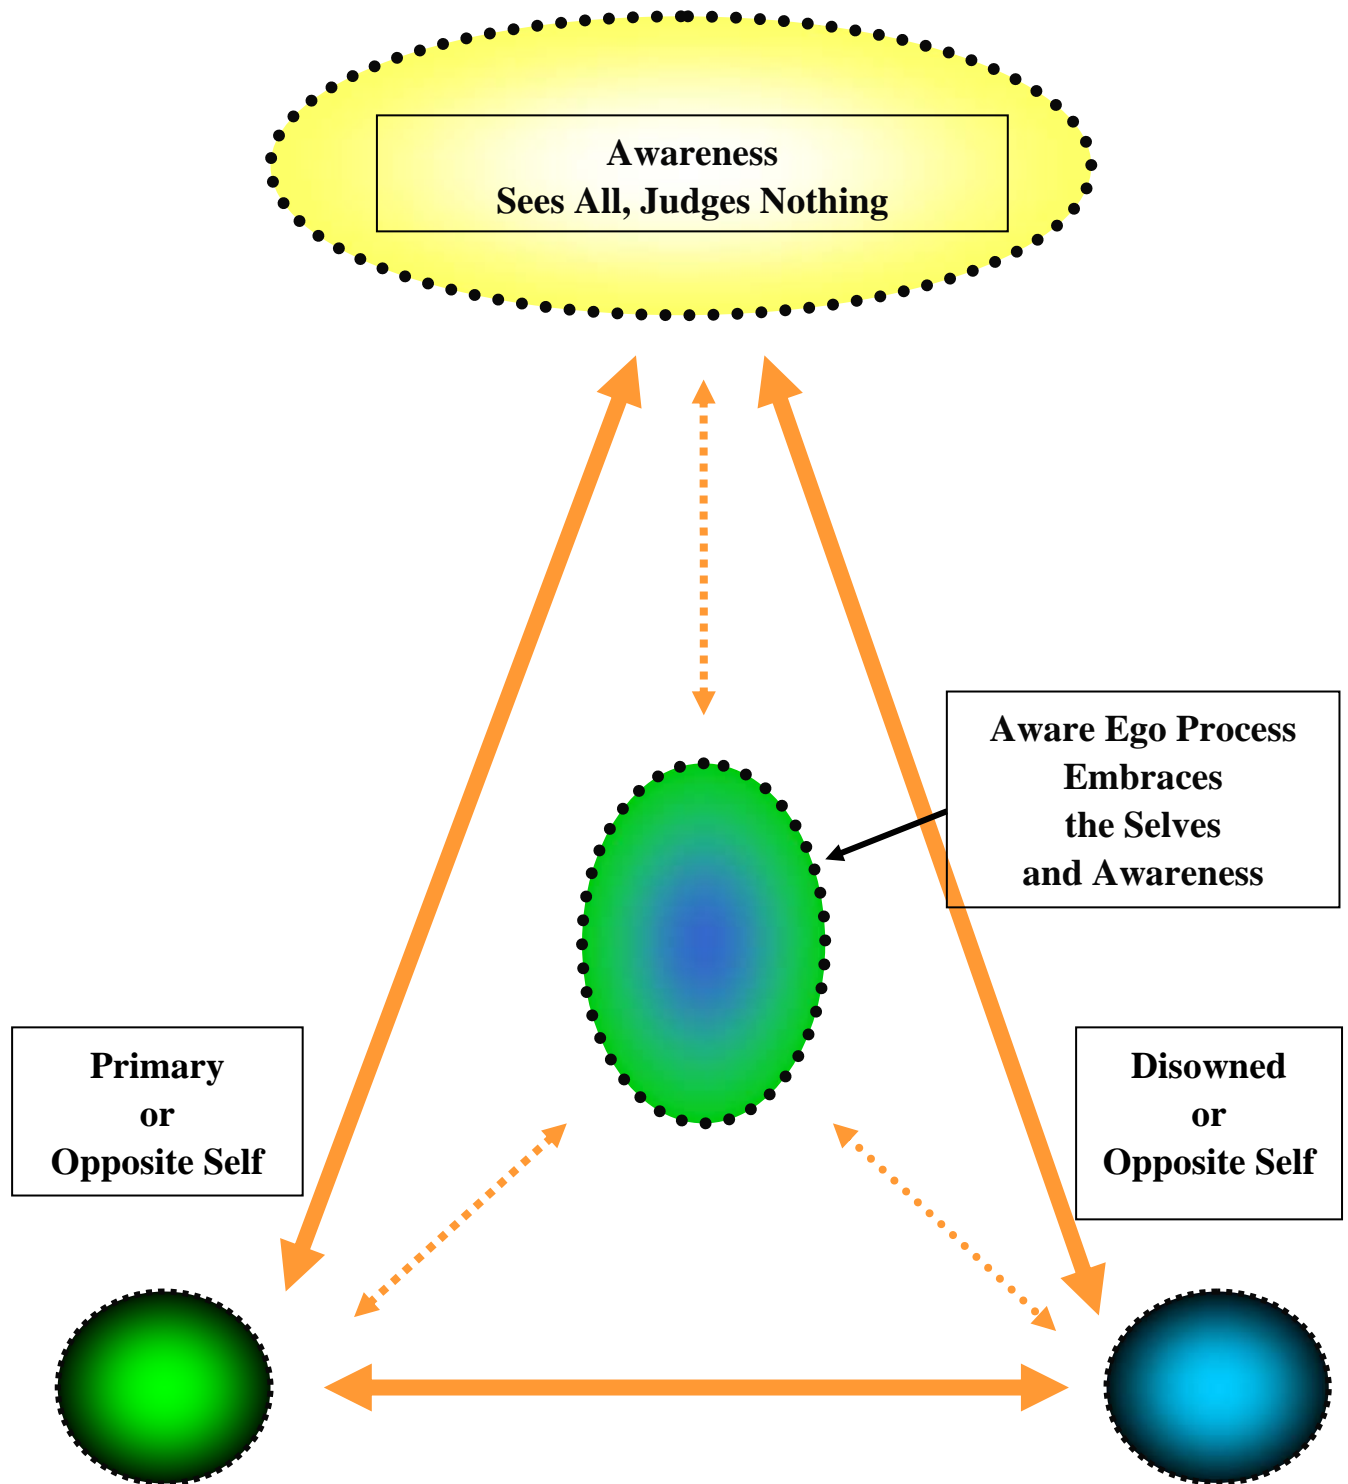 Awareness
Sees All, Judges Nothing
Aware Ego Process
Embraces
the Selves
and Awareness
Primary
or
Opposite Self
Disowned
or
Opposite Self